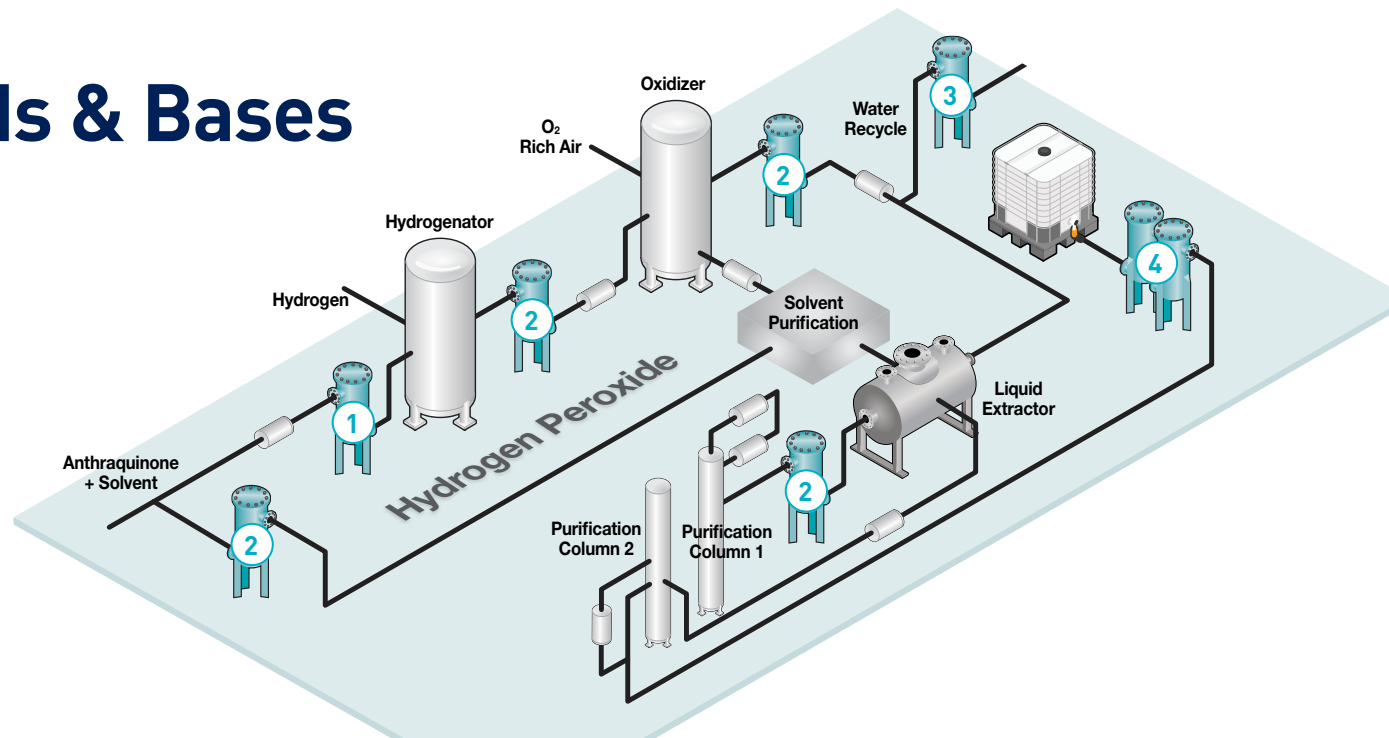 ls & Bases
Oxidizer
O₂
Rich Air
Water
Recycle
3
2
Hydrogenator
4
Hydrogen
2
Solvent
Purification
Hydrogen Peroxide
Liquid
Extractor
1
Anthraquinone
+ Solvent
2
2
Purification
Column 2
Purification
Column 1